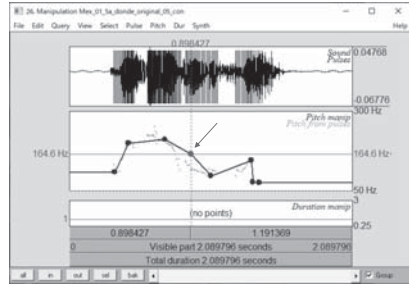 26. Manipulation Mex_01_5a_donde_original_05_con
File Edit Query View Select Pulse Pitch Dur Synth Help
0.898427
Sound
Pulses
0.04768
-0.06776
300 Hz
Pitch manip
Pitch from pulses
164.6 Hz
164.6 Hz
50 Hz
Duration manip
3
1
(no points)
0.25
0.898427 1.191369
0 Visible part 2.089796 seconds 2.089796
Total duration 2.089796 seconds
all in out sel bak Group